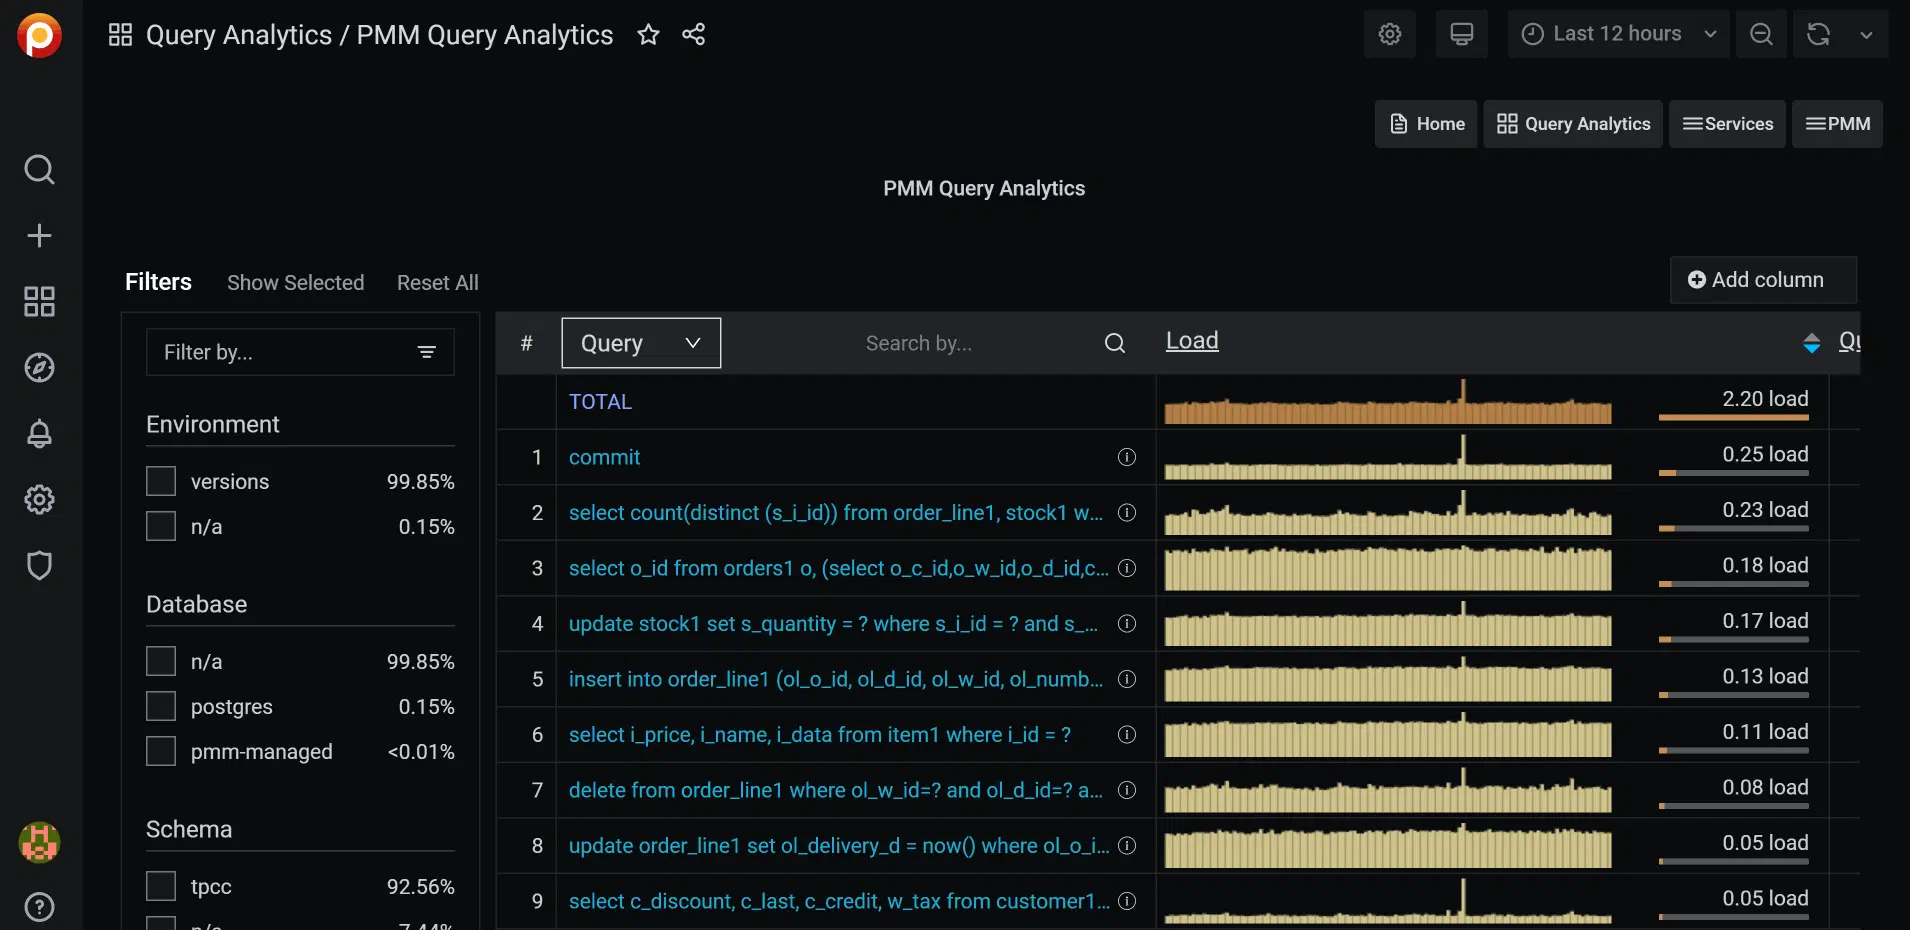 Query Analytics / PMM Query Analytics
Last 12 hours
Home
Query Analytics
Services
PMM
PMM Query Analytics
Filters
Show Selected
Reset All
Add column
Filter by...
Environment
versions 99.85%
n/a 0.15%
Database
n/a 99.85%
postgres 0.15%
pmm-managed <0.01%
Schema
tpcc 92.56%
n/a 7.44%
# Query Search by... Load Qu
TOTAL 2.20 load
1 commit 0.25 load
2 select count(distinct (s_i_id)) from order_line1, stock1 w... 0.23 load
3 select o_id from orders1 o, (select o_c_id,o_w_id,o_d_id,c... 0.18 load
4 update stock1 set s_quantity = ? where s_i_id = ? and s_... 0.17 load
5 insert into order_line1 (ol_o_id, ol_d_id, ol_w_id, ol_numb... 0.13 load
6 select i_price, i_name, i_data from item1 where i_id = ? 0.11 load
7 delete from order_line1 where ol_w_id=? and ol_d_id=? a... 0.08 load
8 update order_line1 set ol_delivery_d = now() where ol_o_i... 0.05 load
9 select c_discount, c_last, c_credit, w_tax from customer1... 0.05 load